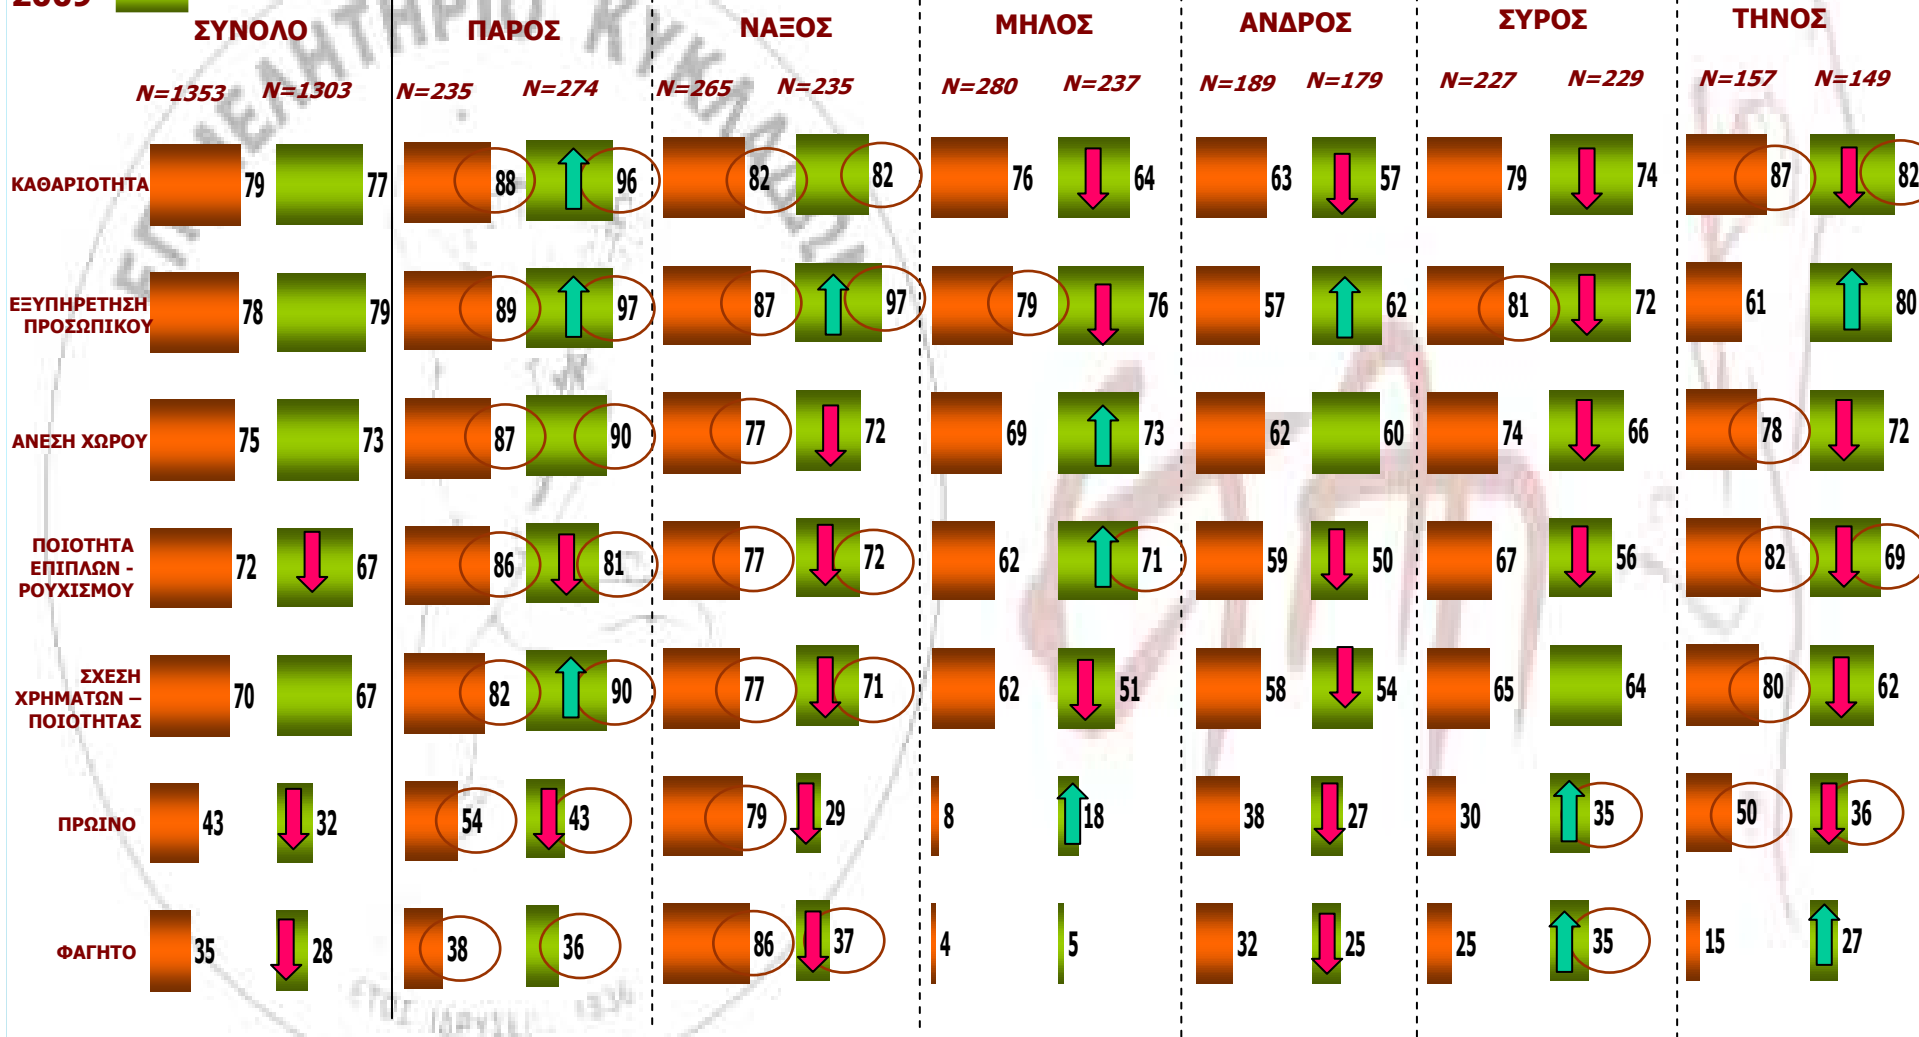 2009
ΣΥΝΟΛΟ ΠΑΡΟΣ ΝΑΞΟΣ ΜΗΛΟΣ ΑΝΔΡΟΣ ΣΥΡΟΣ ΤΗΝΟΣ
N=1353 N=1303 N=235 N=274 N=265 N=235 N=280 N=237 N=189 N=179 N=227 N=229 N=157 N=149
ΚΑΘΑΡΙΟΤΗΤΑ 79 77 88 96 82 82 76 64 63 57 79 74 87 82
ΕΞΥΠΗΡΕΤΗΣΗ
ΠΡΟΣΩΠΙΚΟΥ 78 79 89 97 87 97 79 76 57 62 81 72 61 80
ΑΝΕΣΗ ΧΩΡΟΥ 75 73 87 90 77 72 69 73 62 60 74 66 78 72
ΠΟΙΟΤΗΤΑ
ΕΠΙΠΛΩΝ -
ΡΟΥΧΙΣΜΟΥ 72 67 86 81 77 72 62 71 59 50 67 56 82 69
ΣΧΕΣΗ
ΧΡΗΜΑΤΩΝ –
ΠΟΙΟΤΗΤΑΣ 70 67 82 90 77 71 62 51 58 54 65 64 80 62
ΠΡΩΙΝΟ 43 32 54 43 79 29 8 18 38 27 30 35 50 36
ΦΑΓΗΤΟ 35 28 38 36 86 37 4 5 32 25 25 35 15 27